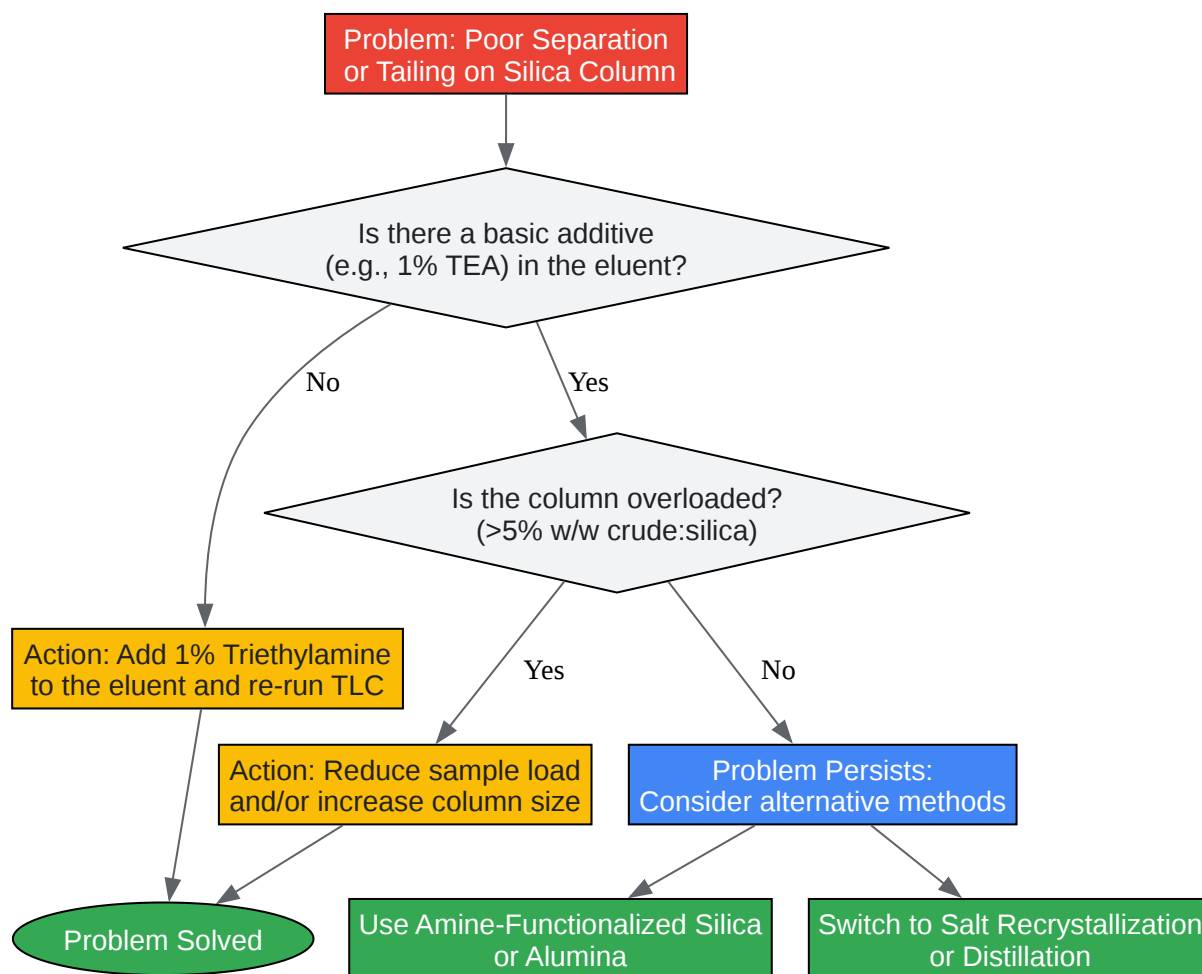 Problem: Poor Separation
or Tailing on Silica Column
Is there a basic additive
(e.g., 1% TEA) in the eluent?
No
Yes
Is the column overloaded?
(>5% w/w crude:silica)
Action: Add 1% Triethylamine
to the eluent and re-run TLC
Yes
No
Action: Reduce sample load
and/or increase column size
Problem Persists:
Consider alternative methods
Problem Solved
Use Amine-Functionalized Silica
or Alumina
Switch to Salt Recrystallization
or Distillation